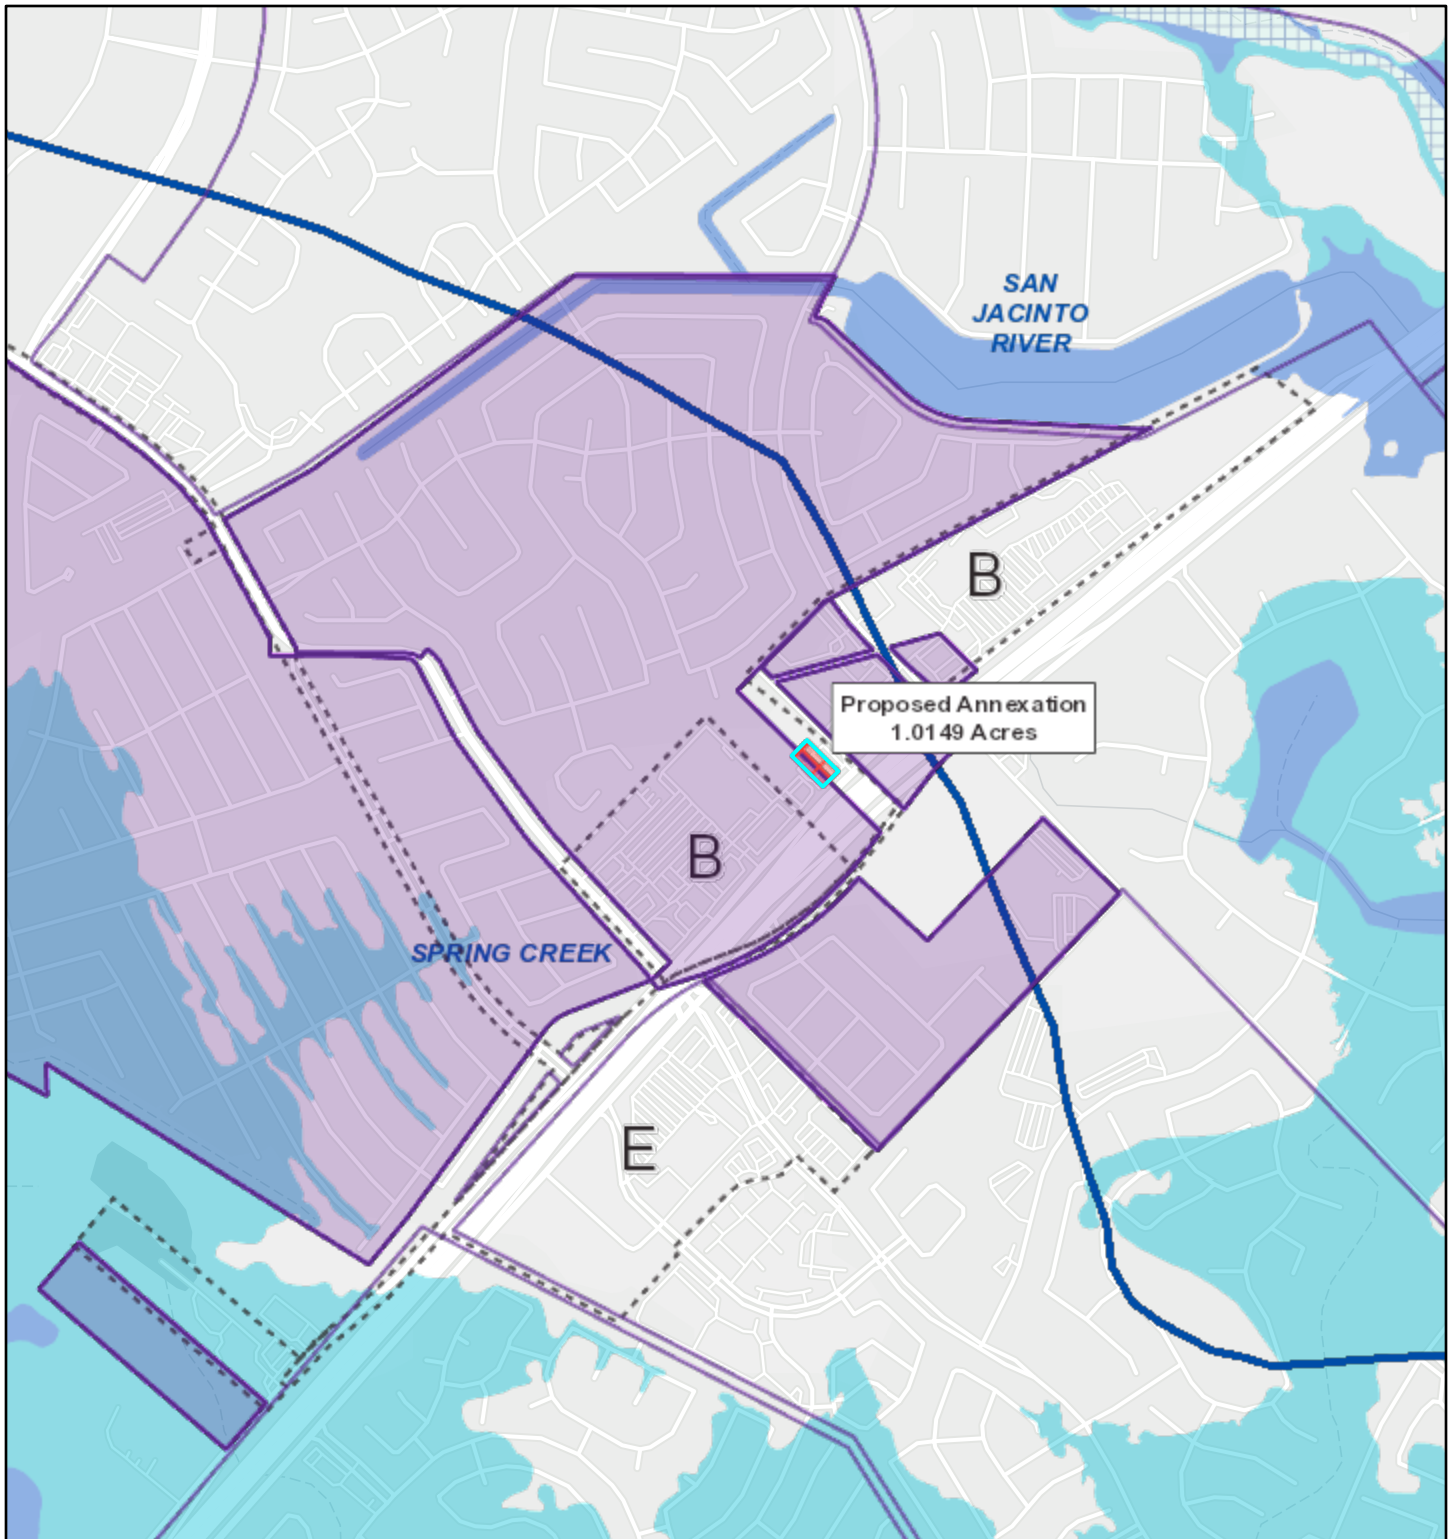 SAN
JACINTO
RIVER
B
Proposed Annexation
1.0149 Acres
B
SPRING CREEK
E